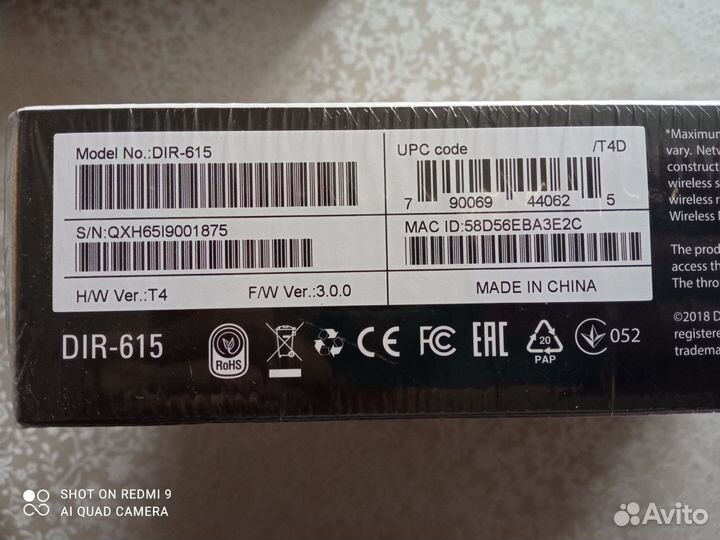 Model No.:DIR-615
UPC code /T4D
7 90069 44062 5
S/N:QXH65I9001875
MAC ID:58D56EBA3E2C
H/W Ver.:T4 F/W Ver.:3.0.0
MADE IN CHINA
DIR-615
RoHS
CE
FC
EAC
20
PAP
052
*Maximum
vary. Netw
constructi
wireless s
wireless r
Wireless
The prod
access th
The thro
©2018 D
registere
tradema
SHOT ON REDMI 9
AI QUAD CAMERA
Avito